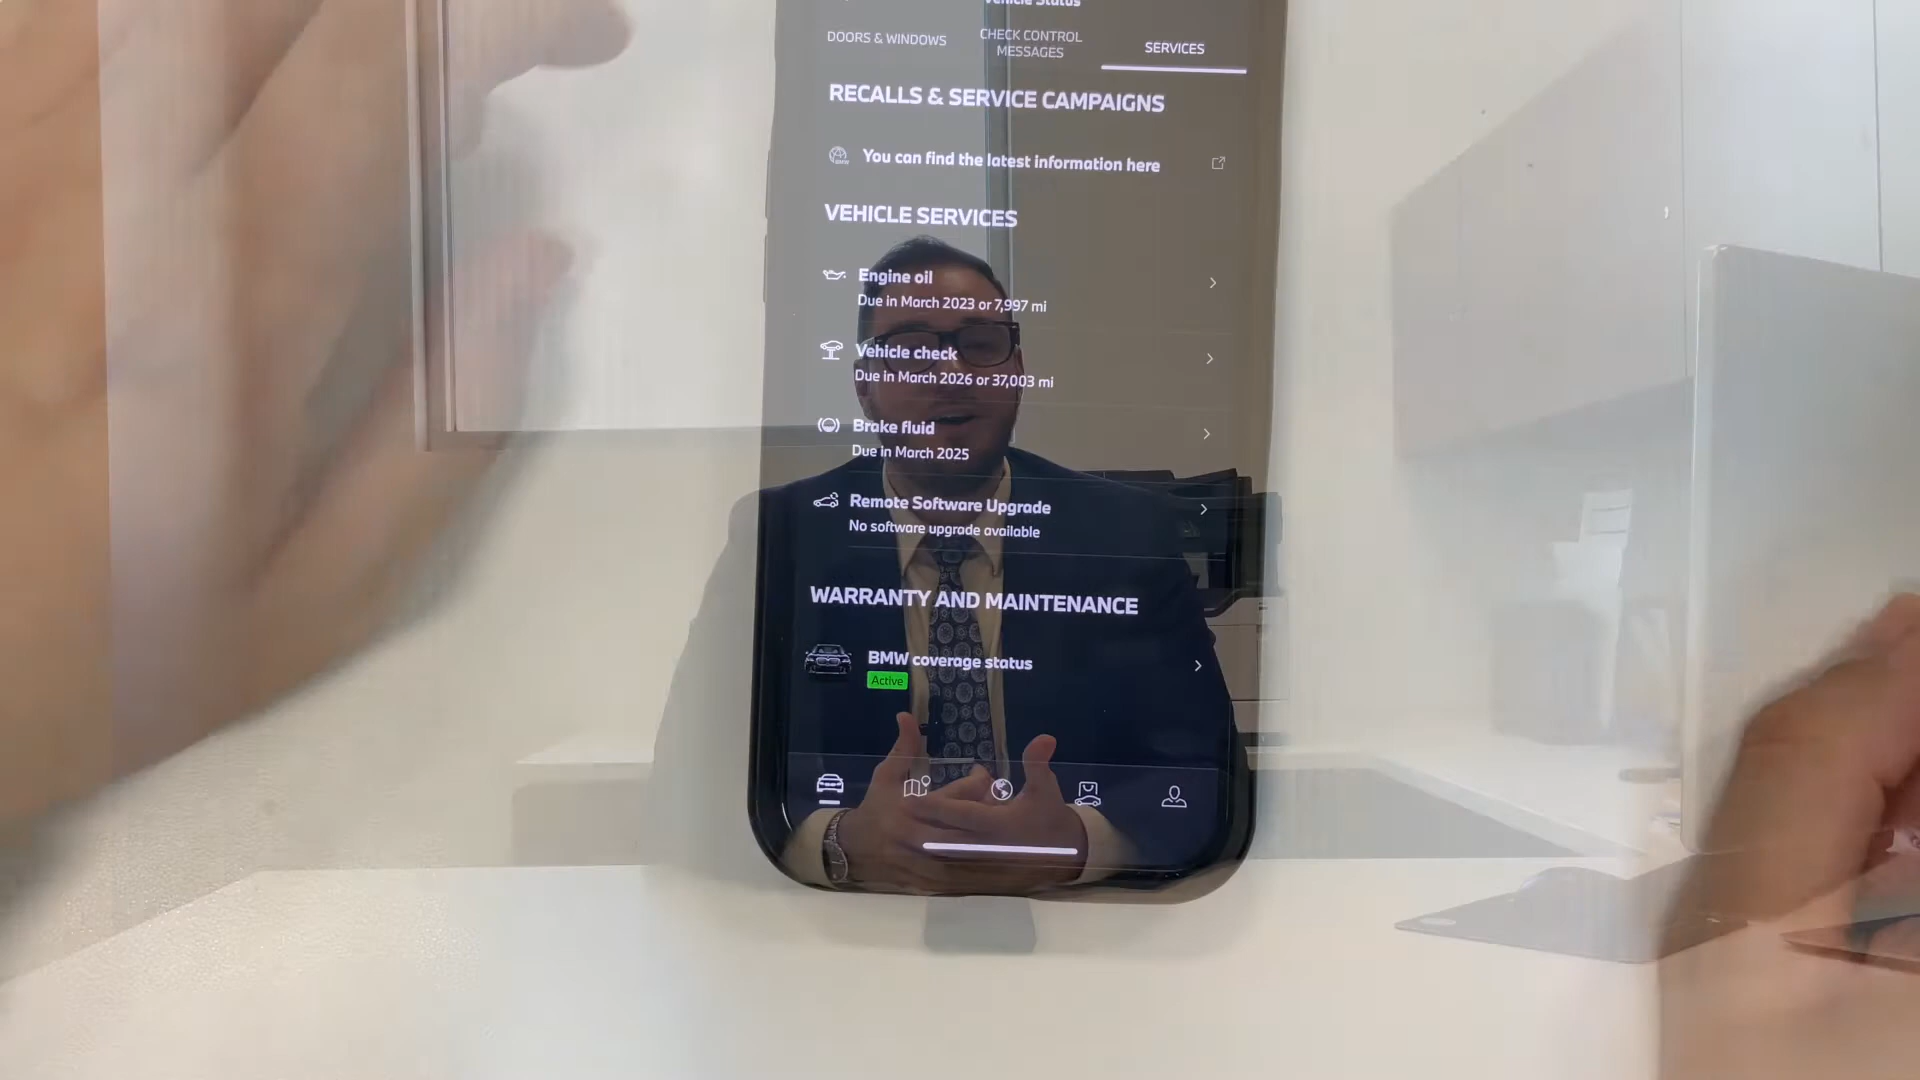 Vehicle Status
DOORS & WINDOWS
CHECK CONTROL
MESSAGES
SERVICES
RECALLS & SERVICE CAMPAIGNS
You can find the latest information here
VEHICLE SERVICES
Engine oil
Due in March 2023 or 7,997 mi
Vehicle check
Due in March 2026 or 37,003 mi
Brake fluid
Due in March 2025
Remote Software Upgrade
No software upgrade available
WARRANTY AND MAINTENANCE
BMW coverage status
Active